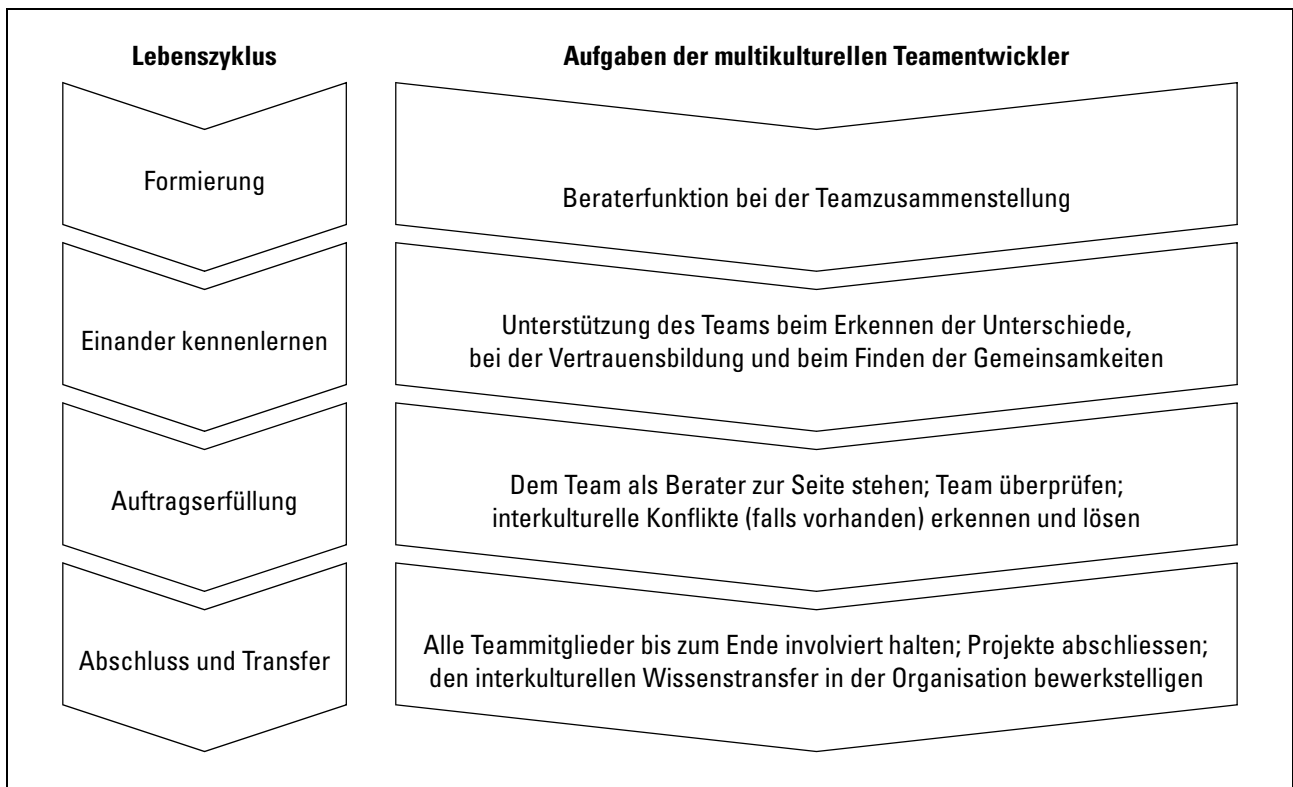 Lebenszyklus
Aufgaben der multikulturellen Teamentwickler
Formierung
Beraterfunktion bei der Teamzusammenstellung
Einander kennenlernen
Unterstützung des Teams beim Erkennen der Unterschiede,
bei der Vertrauensbildung und beim Finden der Gemeinsamkeiten
Auftragserfüllung
Dem Team als Berater zur Seite stehen; Team überprüfen;
interkulturelle Konflikte (falls vorhanden) erkennen und lösen
Abschluss und Transfer
Alle Teammitglieder bis zum Ende involviert halten; Projekte abschliessen;
den interkulturellen Wissenstransfer in der Organisation bewerkstelligen